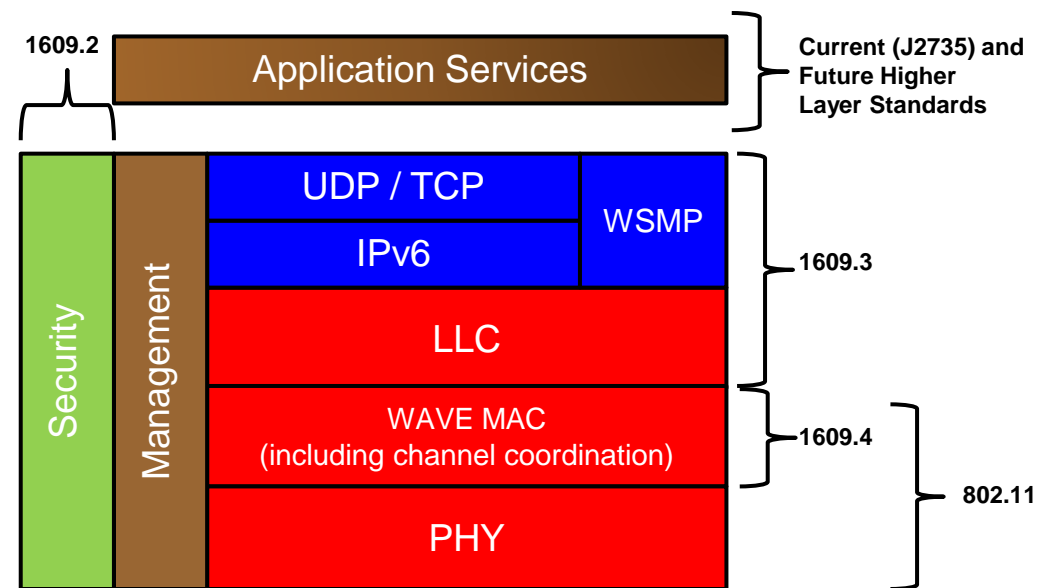 1609.2
Application Services
Current (J2735) and
Future Higher
Layer Standards
Security
Management
UDP / TCP
IPv6
WSMP
1609.3
LLC
WAVE MAC
(including channel coordination)
1609.4
802.11
PHY